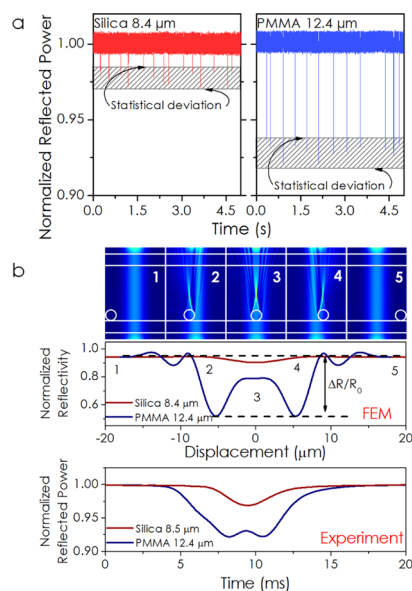 a
Silica 8.4 µm
PMMA 12.4 µm
Normalized Reflected Power
1.00
0.95
0.90
Statistical deviation
Statistical deviation
0.0 1.5 3.0 4.5 0.0 1.5 3.0 4.5
Time (s)
b
1 2 3 4 5
Normalized
Reflectivity
1.0
0.8
0.6
1 2 3 4 5
Silica 8.4 µm
PMMA 12.4 µm
ΔR/R₀
FEM
-20 -10 0 10 20
Displacement (µm)
Normalized
Reflected Power
1.00
0.95
0.90
Silica 8.5 µm
PMMA 12.4 µm
Experiment
0 5 10 15 20
Time (ms)